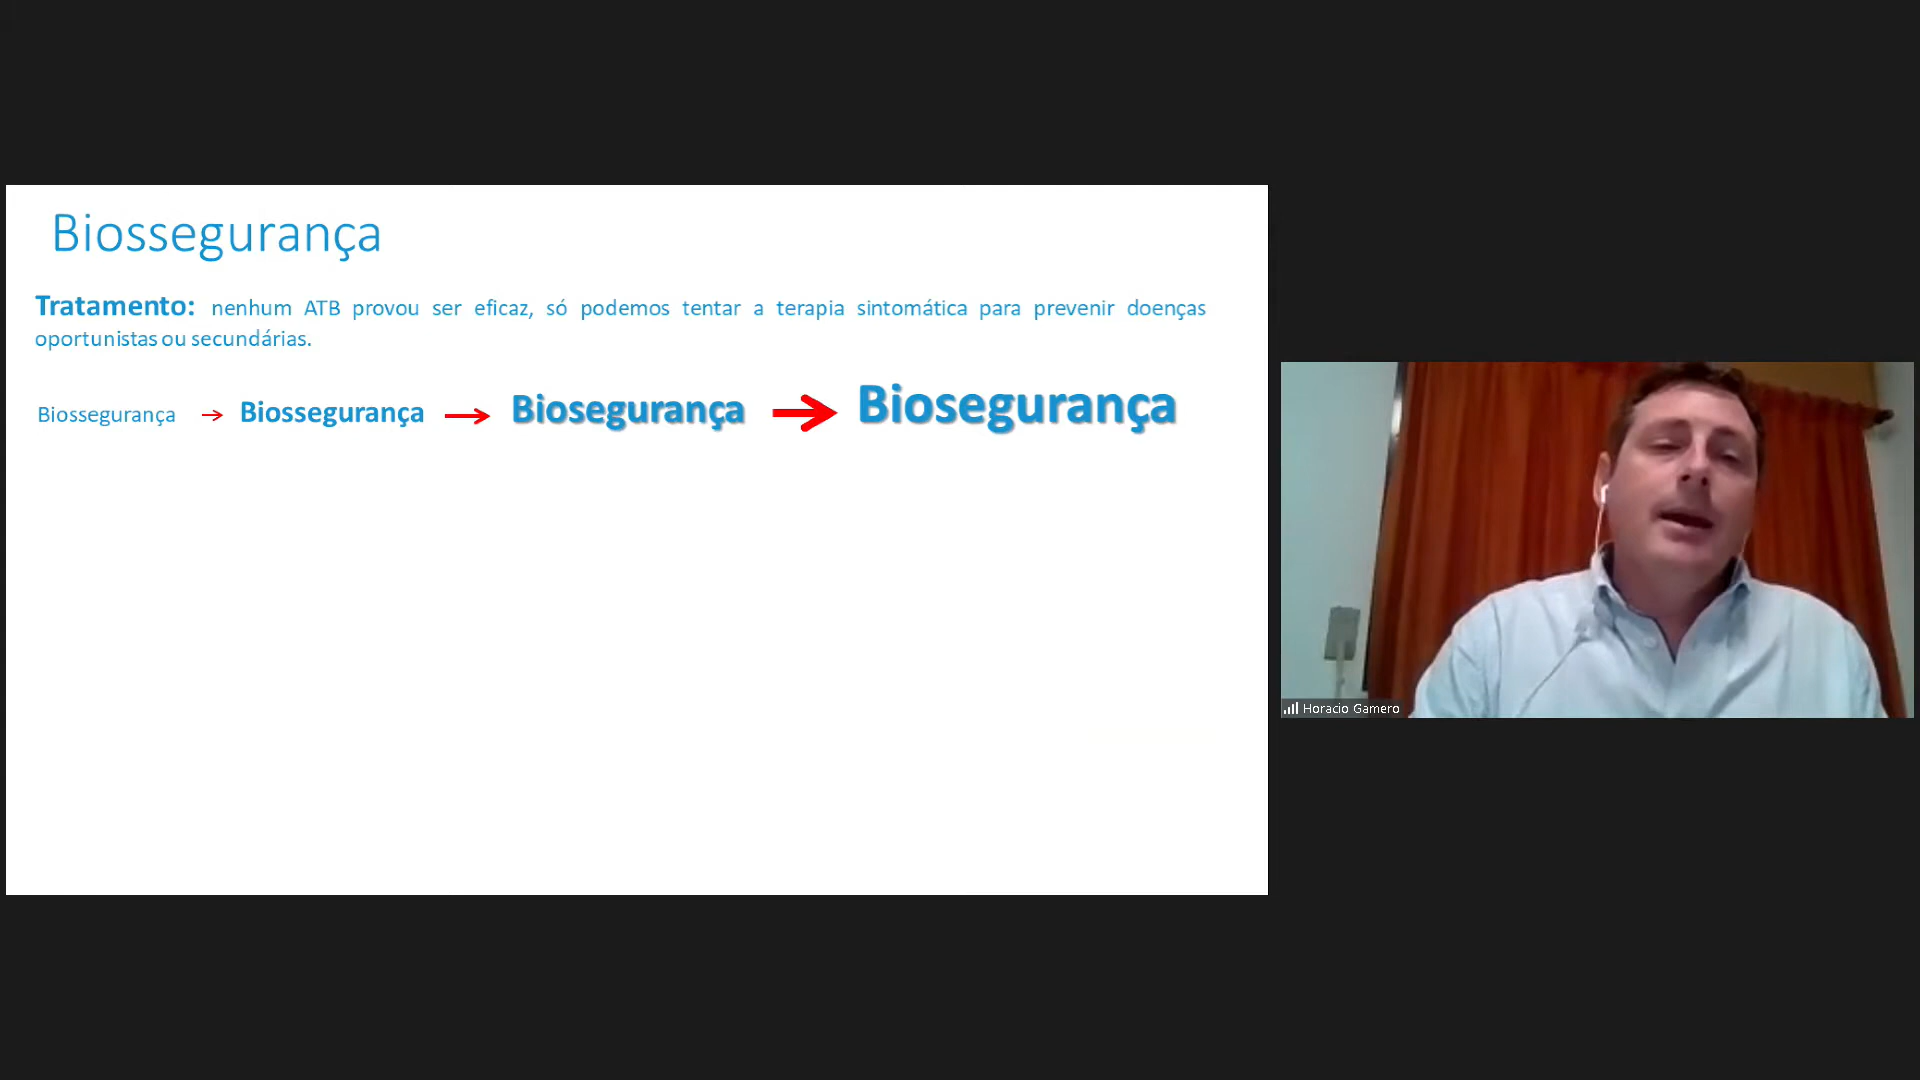 Biossegurança
Tratamento: nenhum ATB provou ser eficaz, só podemos tentar a terapia sintomática para prevenir doenças
oportunistas ou secundárias.
Biossegurança → Biossegurança → Biosegurança → Biosegurança
Horacio Gamero